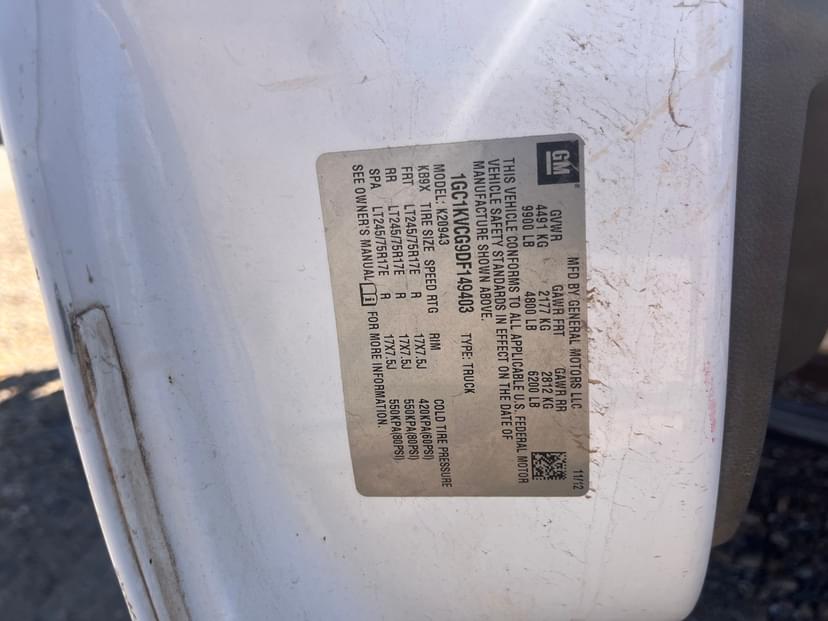 GM
MFD BY GENERAL MOTORS LLC 11/12
GVWR GAWR FRT GAWR RR
4491 KG 2177 KG 2812 KG
9900 LB 4800 LB 6200 LB
THIS VEHICLE CONFORMS TO ALL APPLICABLE U.S. FEDERAL MOTOR
VEHICLE SAFETY STANDARDS IN EFFECT ON THE DATE OF
MANUFACTURE SHOWN ABOVE.
1GC1KVCG9DF149403 TYPE: TRUCK
MODEL: K20943
KB9X TIRE SIZE SPEED RTG RIM COLD TIRE PRESSURE
FRT LT245/75R17E R 17X7.5J 420KPA(60PSI)
RR LT245/75R17E R 17X7.5J 550KPA(80PSI)
SPA LT245/75R17E R 17X7.5J 550KPA(80PSI)
SEE OWNER'S MANUAL i FOR MORE INFORMATION.